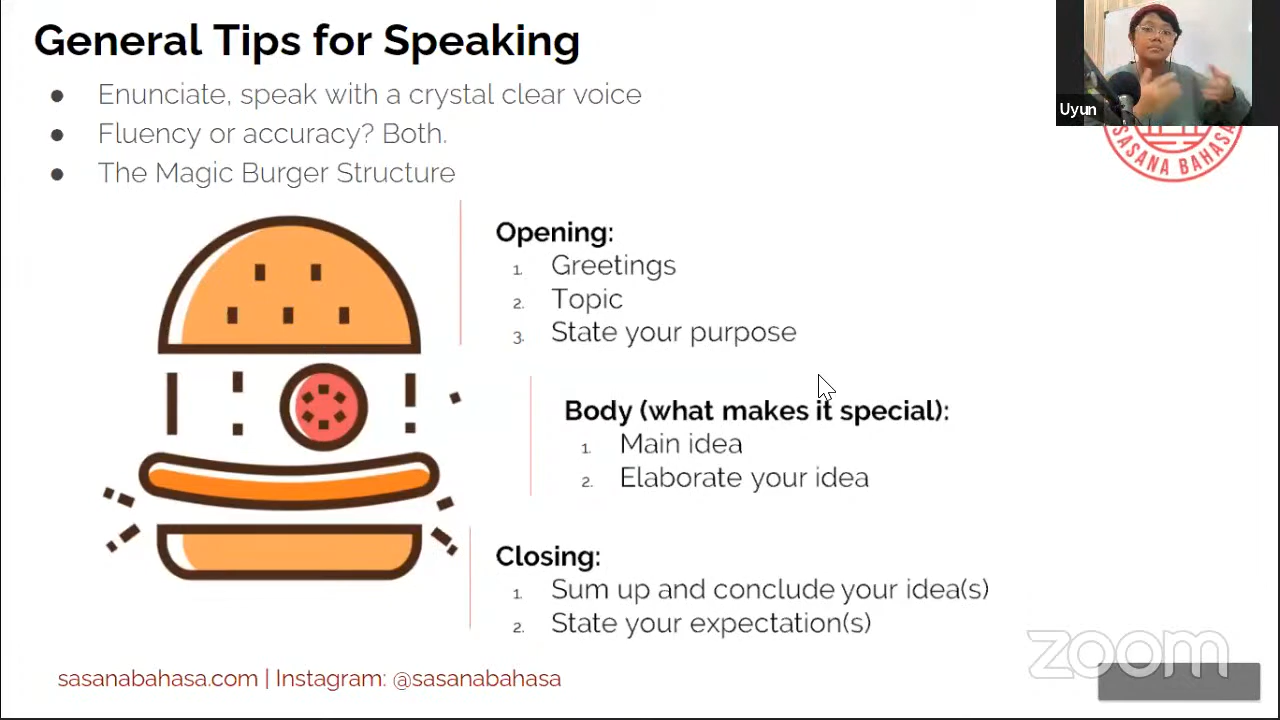 General Tips for Speaking
● Enunciate, speak with a crystal clear voice
● Fluency or accuracy? Both.
● The Magic Burger Structure
Uyun
SASANA BAHASA
Opening:
1. Greetings
2. Topic
3. State your purpose
Body (what makes it special):
1. Main idea
2. Elaborate your idea
Closing:
1. Sum up and conclude your idea(s)
2. State your expectation(s)
sasanabahasa.com | Instagram: @sasanabahasa
zoom